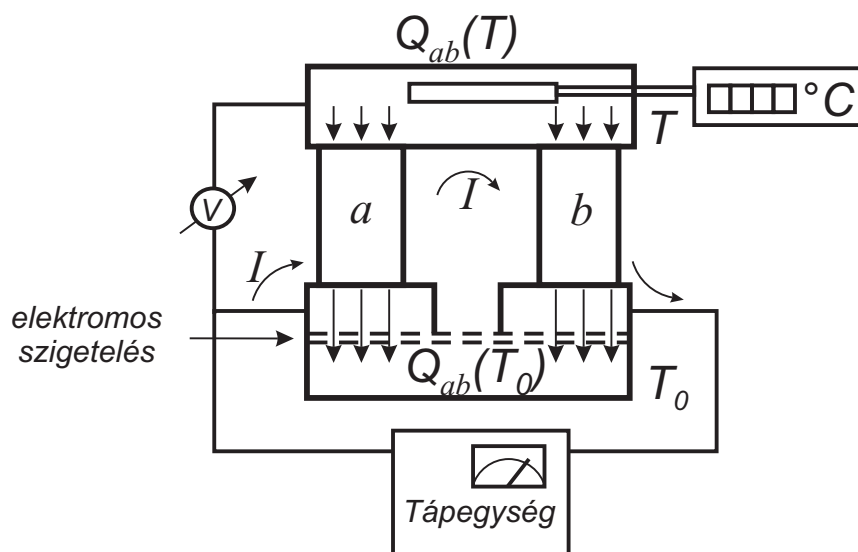 Q_ab(T)
°C
T
V
a
I
b
I
elektromos
szigetelés
Q_ab(T_0)
T_0
Tápegység